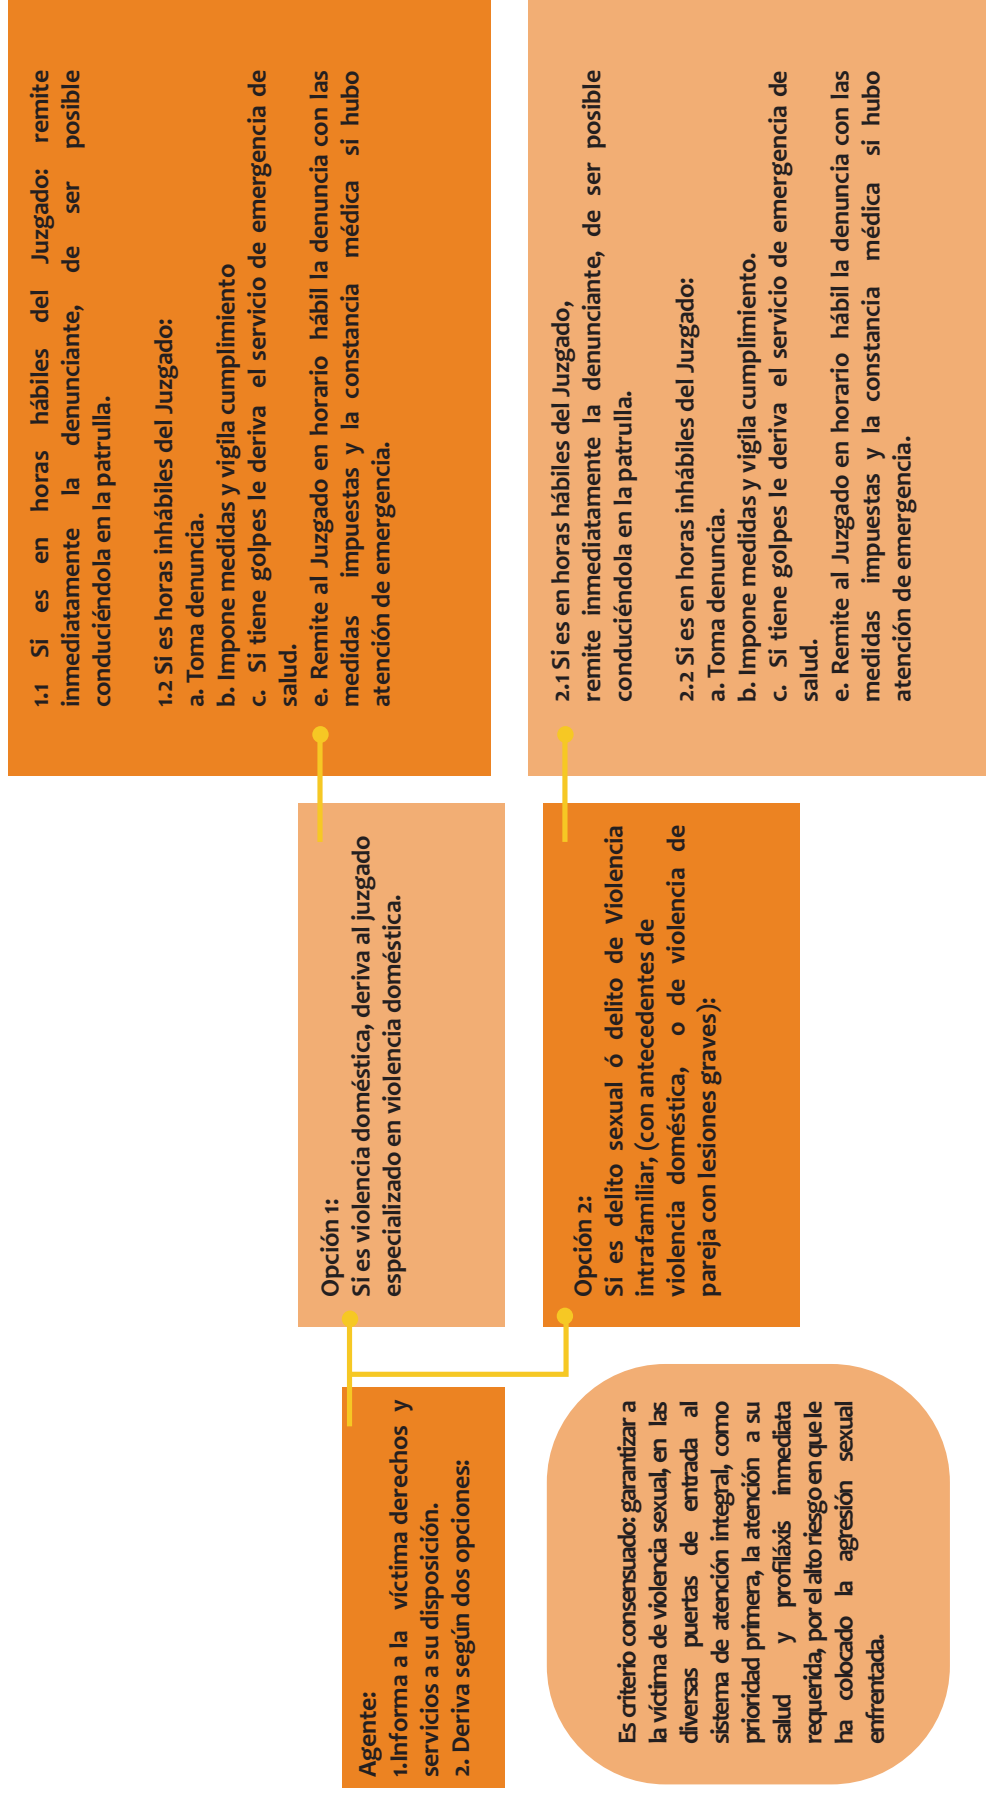 Agente:
1.Informa a la víctima derechos y
servicios a su disposición.
2. Deriva según dos opciones:
Es criterio consensuado: garantizar a
la víctima de violencia sexual, en las
diversas puertas de entrada al
sistema de atención integral, como
prioridad primera, la atención a su
salud y profiláxis inmediata
requerida, por el alto riesgo en que le
ha colocado la agresión sexual
enfrentada.
Opción 1:
Si es violencia doméstica, deriva al juzgado
especializado en violencia doméstica.
Opción 2:
Si es delito sexual ó delito de Violencia
intrafamiliar, (con antecedentes de
violencia doméstica, o de violencia de
pareja con lesiones graves):
1.1 Si es en horas hábiles del Juzgado: remite
inmediatamente la denunciante, de ser posible
conduciéndola en la patrulla.
1.2 Si es horas inhábiles del Juzgado:
a. Toma denuncia.
b. Impone medidas y vigila cumplimiento
c. Si tiene golpes le deriva el servicio de emergencia de
salud.
e. Remite al Juzgado en horario hábil la denuncia con las
medidas impuestas y la constancia médica si hubo
atención de emergencia.
2.1 Si es en horas hábiles del Juzgado,
remite inmediatamente la denunciante, de ser posible
conduciéndola en la patrulla.
2.2 Si es en horas inhábiles del Juzgado:
a. Toma denuncia.
b. Impone medidas y vigila cumplimiento.
c. Si tiene golpes le deriva el servicio de emergencia de
salud.
e. Remite al Juzgado en horario hábil la denuncia con las
medidas impuestas y la constancia médica si hubo
atención de emergencia.